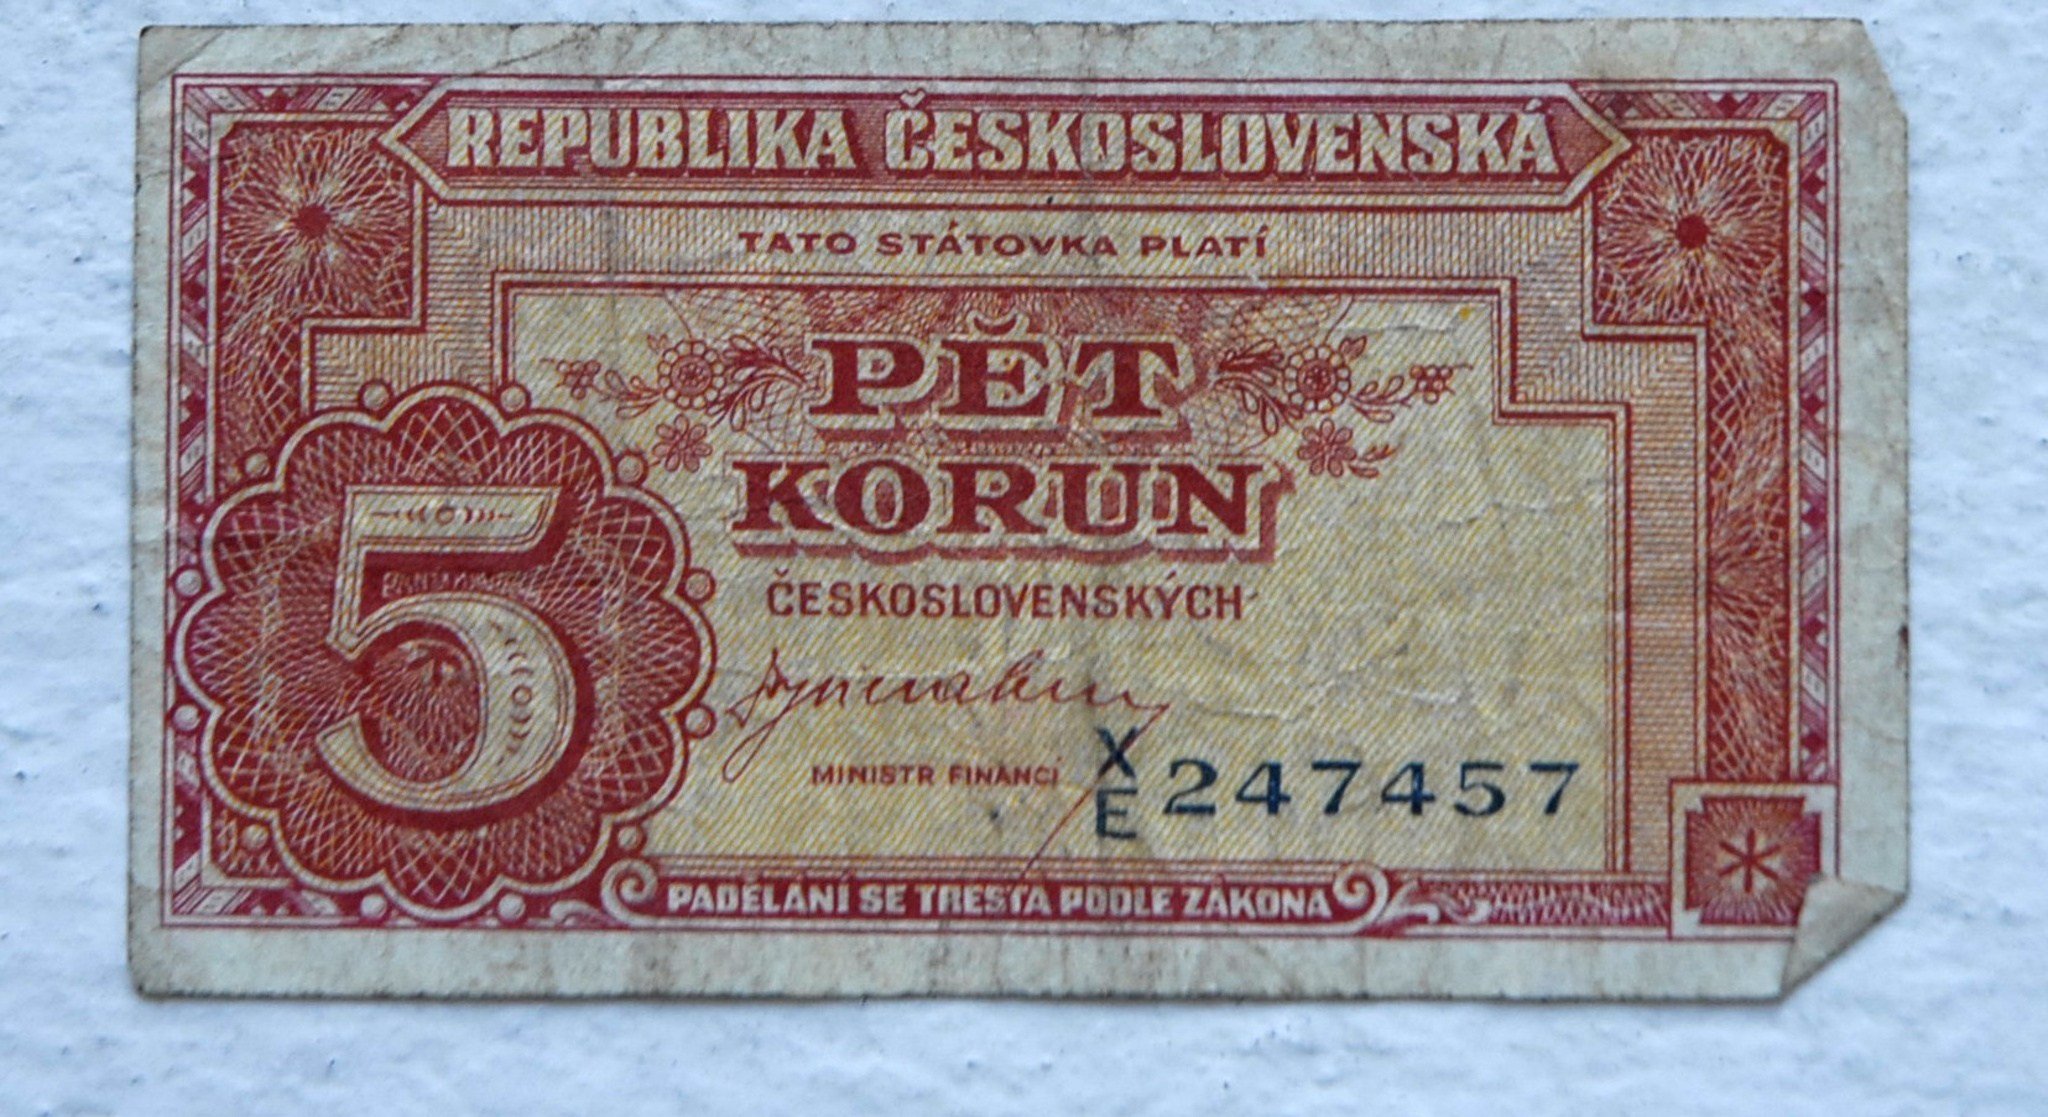 REPUBLIKA ČESKOSLOVENSKÁ
TATO STÁTOVKA PLATÍ
PĚT
KORUN
ČESKOSLOVENSKÝCH
5
MINISTR FINANCÍ
X/E 247457
PADĚLÁNÍ SE TRESTÁ PODLE ZÁKONA